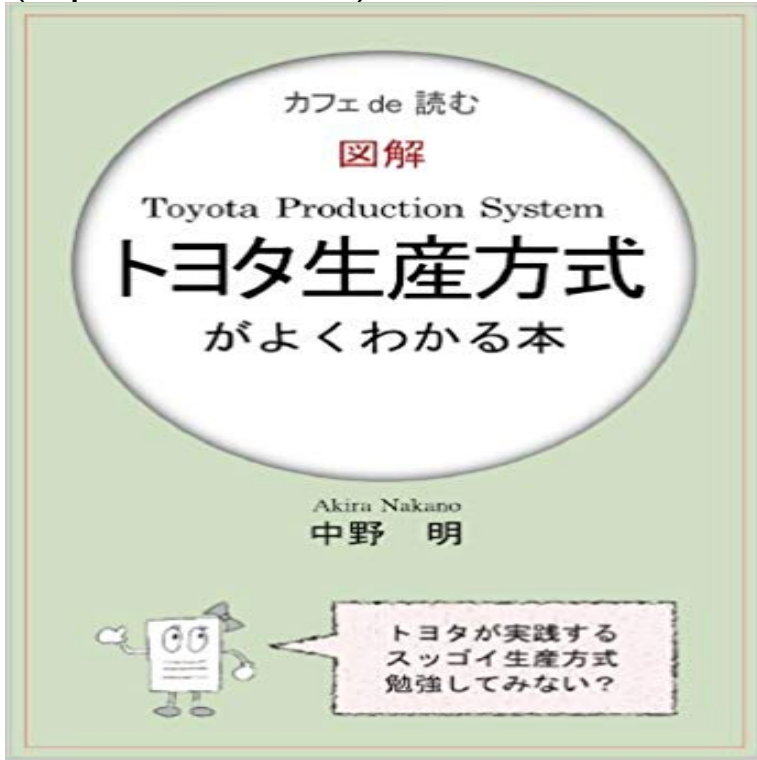 カフェ de 読む
図解
Toyota Production System
トヨタ生産方式
がよくわかる本
Akira Nakano
中野 明
トヨタが実践する
スッゴイ生産方式
勉強してみない?